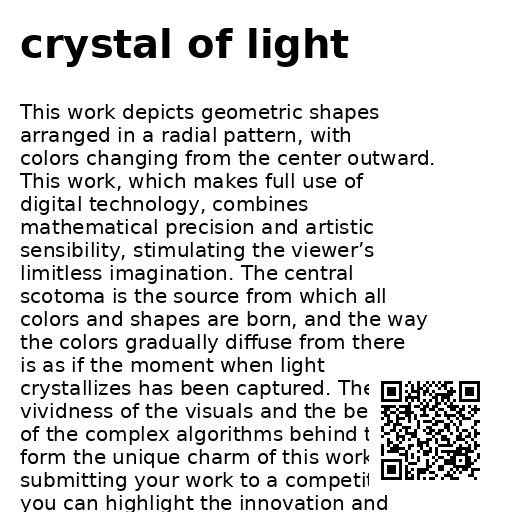 crystal of light
This work depicts geometric shapes
arranged in a radial pattern, with
colors changing from the center outward.
This work, which makes full use of
digital technology, combines
mathematical precision and artistic
sensibility, stimulating the viewer’s
limitless imagination. The central
scotoma is the source from which all
colors and shapes are born, and the way
the colors gradually diffuse from there
is as if the moment when light
crystallizes has been captured. The
vividness of the visuals and the be
of the complex algorithms behind
form the unique charm of this work
submitting your work to a
you can highlight the innovation and